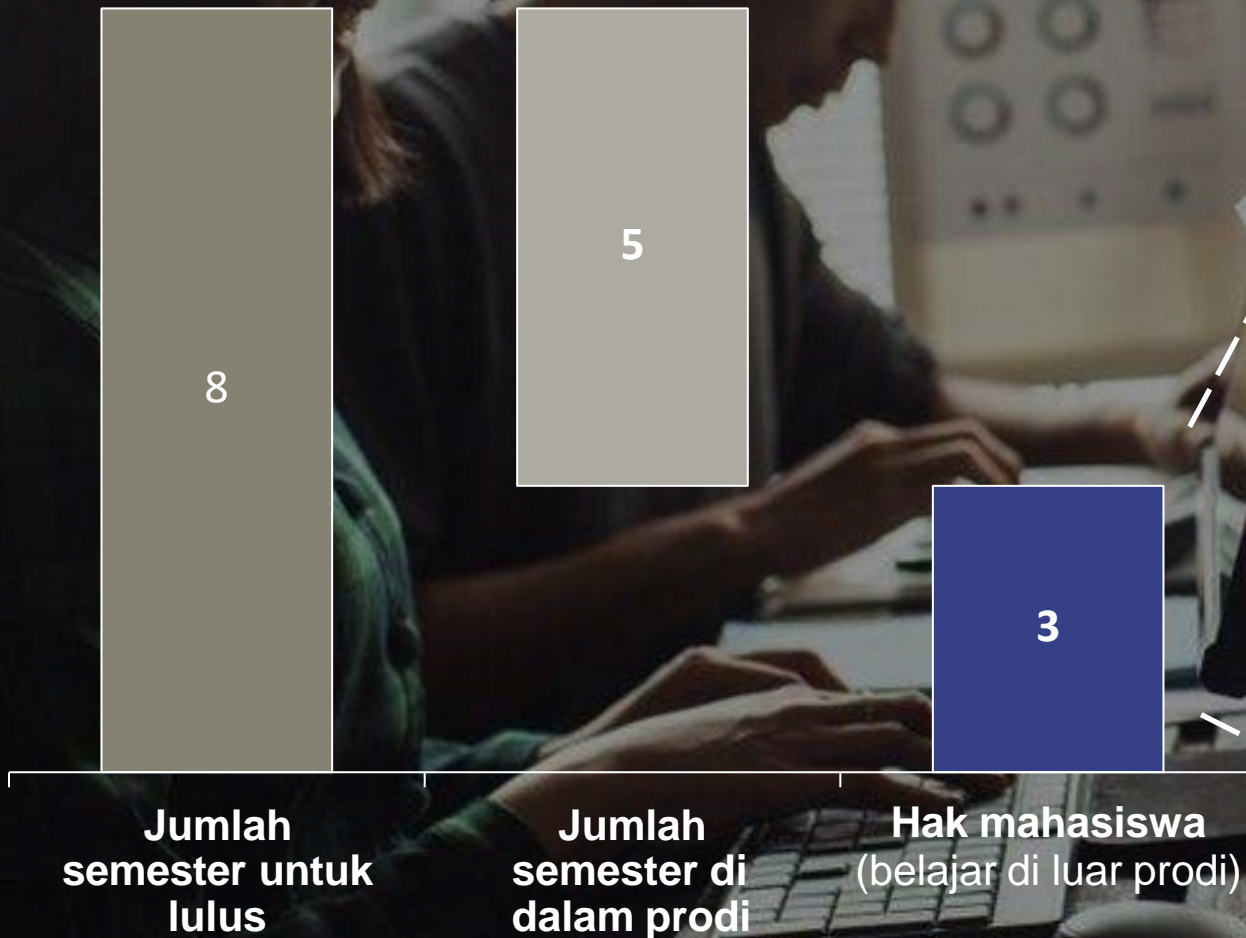 8
5
3
Jumlah
semester untuk
lulus
Jumlah
semester di
dalam prodi
Hak mahasiswa
(belajar di luar prodi)